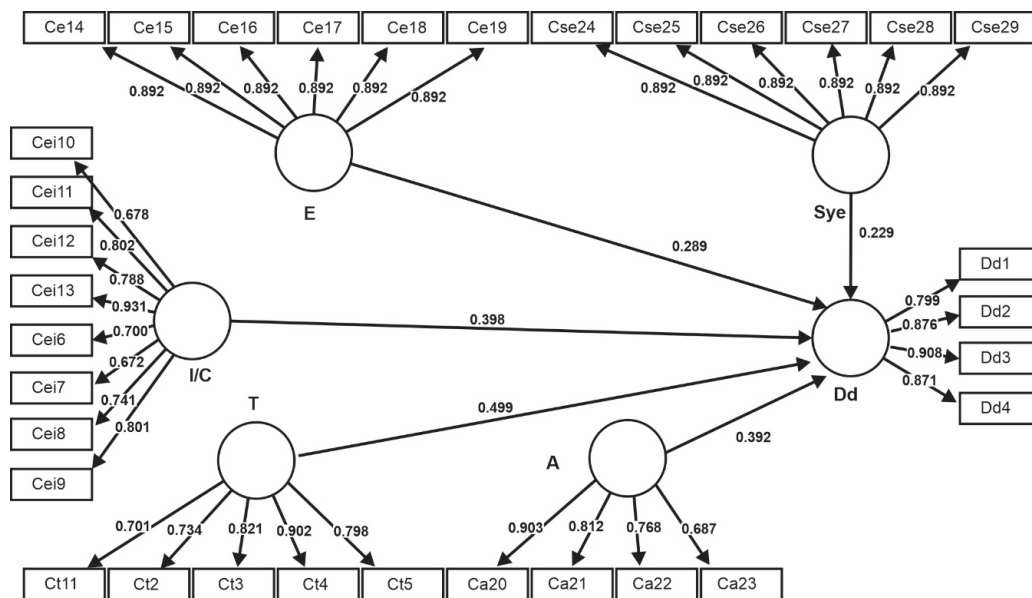 Ce14 Ce15 Ce16 Ce17 Ce18 Ce19 Cse24 Cse25 Cse26 Cse27 Cse28 Cse29
0.892 0.892 0.892 0.892 0.892 0.892 0.892 0.892 0.892 0.892 0.892 0.892
E
Sye
Cei10
Cei11
Cei12
Cei13
Cei6
Cei7
Cei8
Cei9
0.678
0.802
0.788
0.931
0.700
0.672
0.741
0.801
I/C
0.289
0.229
0.398
0.499
0.392
Dd
0.799
0.876
0.908
0.871
Dd1
Dd2
Dd3
Dd4
T
A
0.701 0.734 0.821 0.902 0.798 0.903 0.812 0.768 0.687
Ct11 Ct2 Ct3 Ct4 Ct5 Ca20 Ca21 Ca22 Ca23